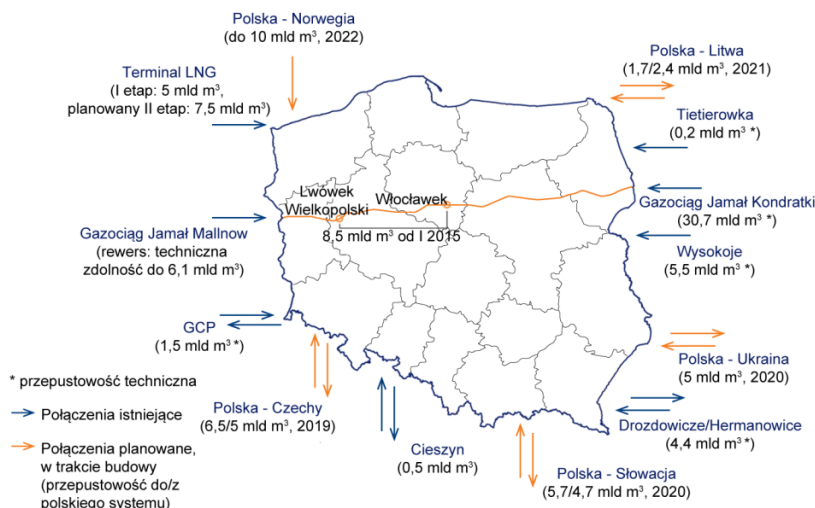 Polska - Norwegia
(do 10 mld m³, 2022)
Polska - Litwa
(1,7/2,4 mld m³, 2021)
Terminal LNG
(I etap: 5 mld m³,
planowany II etap: 7,5 mld m³)
Tietierowka
(0,2 mld m³ *)
Lwówek
Wielkopolski
Włocławek
8,5 mld m³ od I 2015
Gazociąg Jamał Kondratki
(30,7 mld m³ *)
Gazociąg Jamał Mallnow
(rewers: techniczna
zdolność do 6,1 mld m³)
Wysokoje
(5,5 mld m³ *)
GCP
(1,5 mld m³ *)
Polska - Ukraina
(5 mld m³, 2020)
* przepustowość techniczna
Połączenia istniejące
Połączenia planowane,
w trakcie budowy
(przepustowość do/z
polskiego systemu)
Polska - Czechy
(6,5/5 mld m³, 2019)
Cieszyn
(0,5 mld m³)
Drozdowicze/Hermanowice
(4,4 mld m³ *)
Polska - Słowacja
(5,7/4,7 mld m³, 2020)